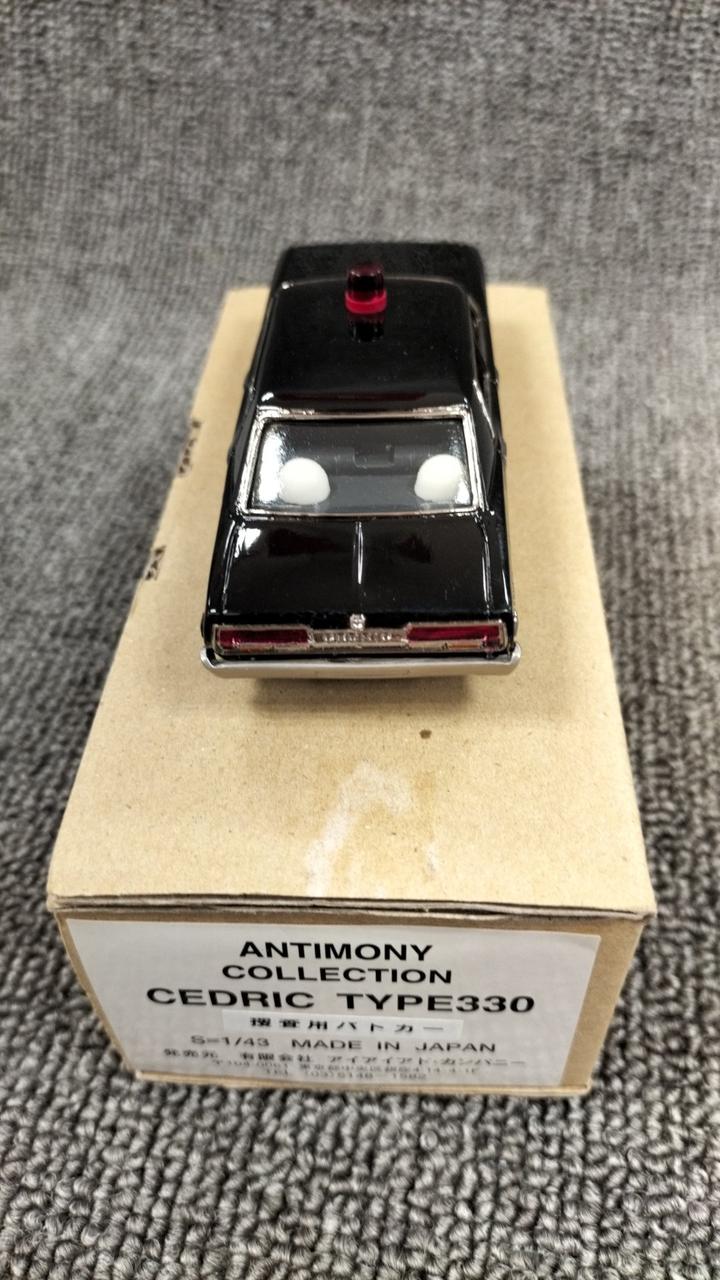 ANTIMONY
COLLECTION
CEDRIC TYPE330
捜査用パトカー
S=1/43 MADE IN JAPAN
発売元 有限会社 アイアイアド・カンパニー
TEL